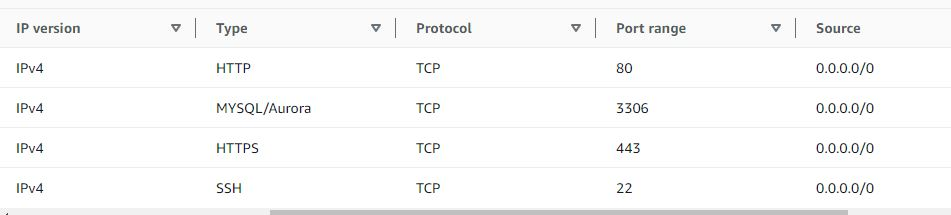 IP version Type Protocol Port range Source
IPv4 HTTP TCP 80 0.0.0.0/0
IPv4 MYSQL/Aurora TCP 3306 0.0.0.0/0
IPv4 HTTPS TCP 443 0.0.0.0/0
IPv4 SSH TCP 22 0.0.0.0/0